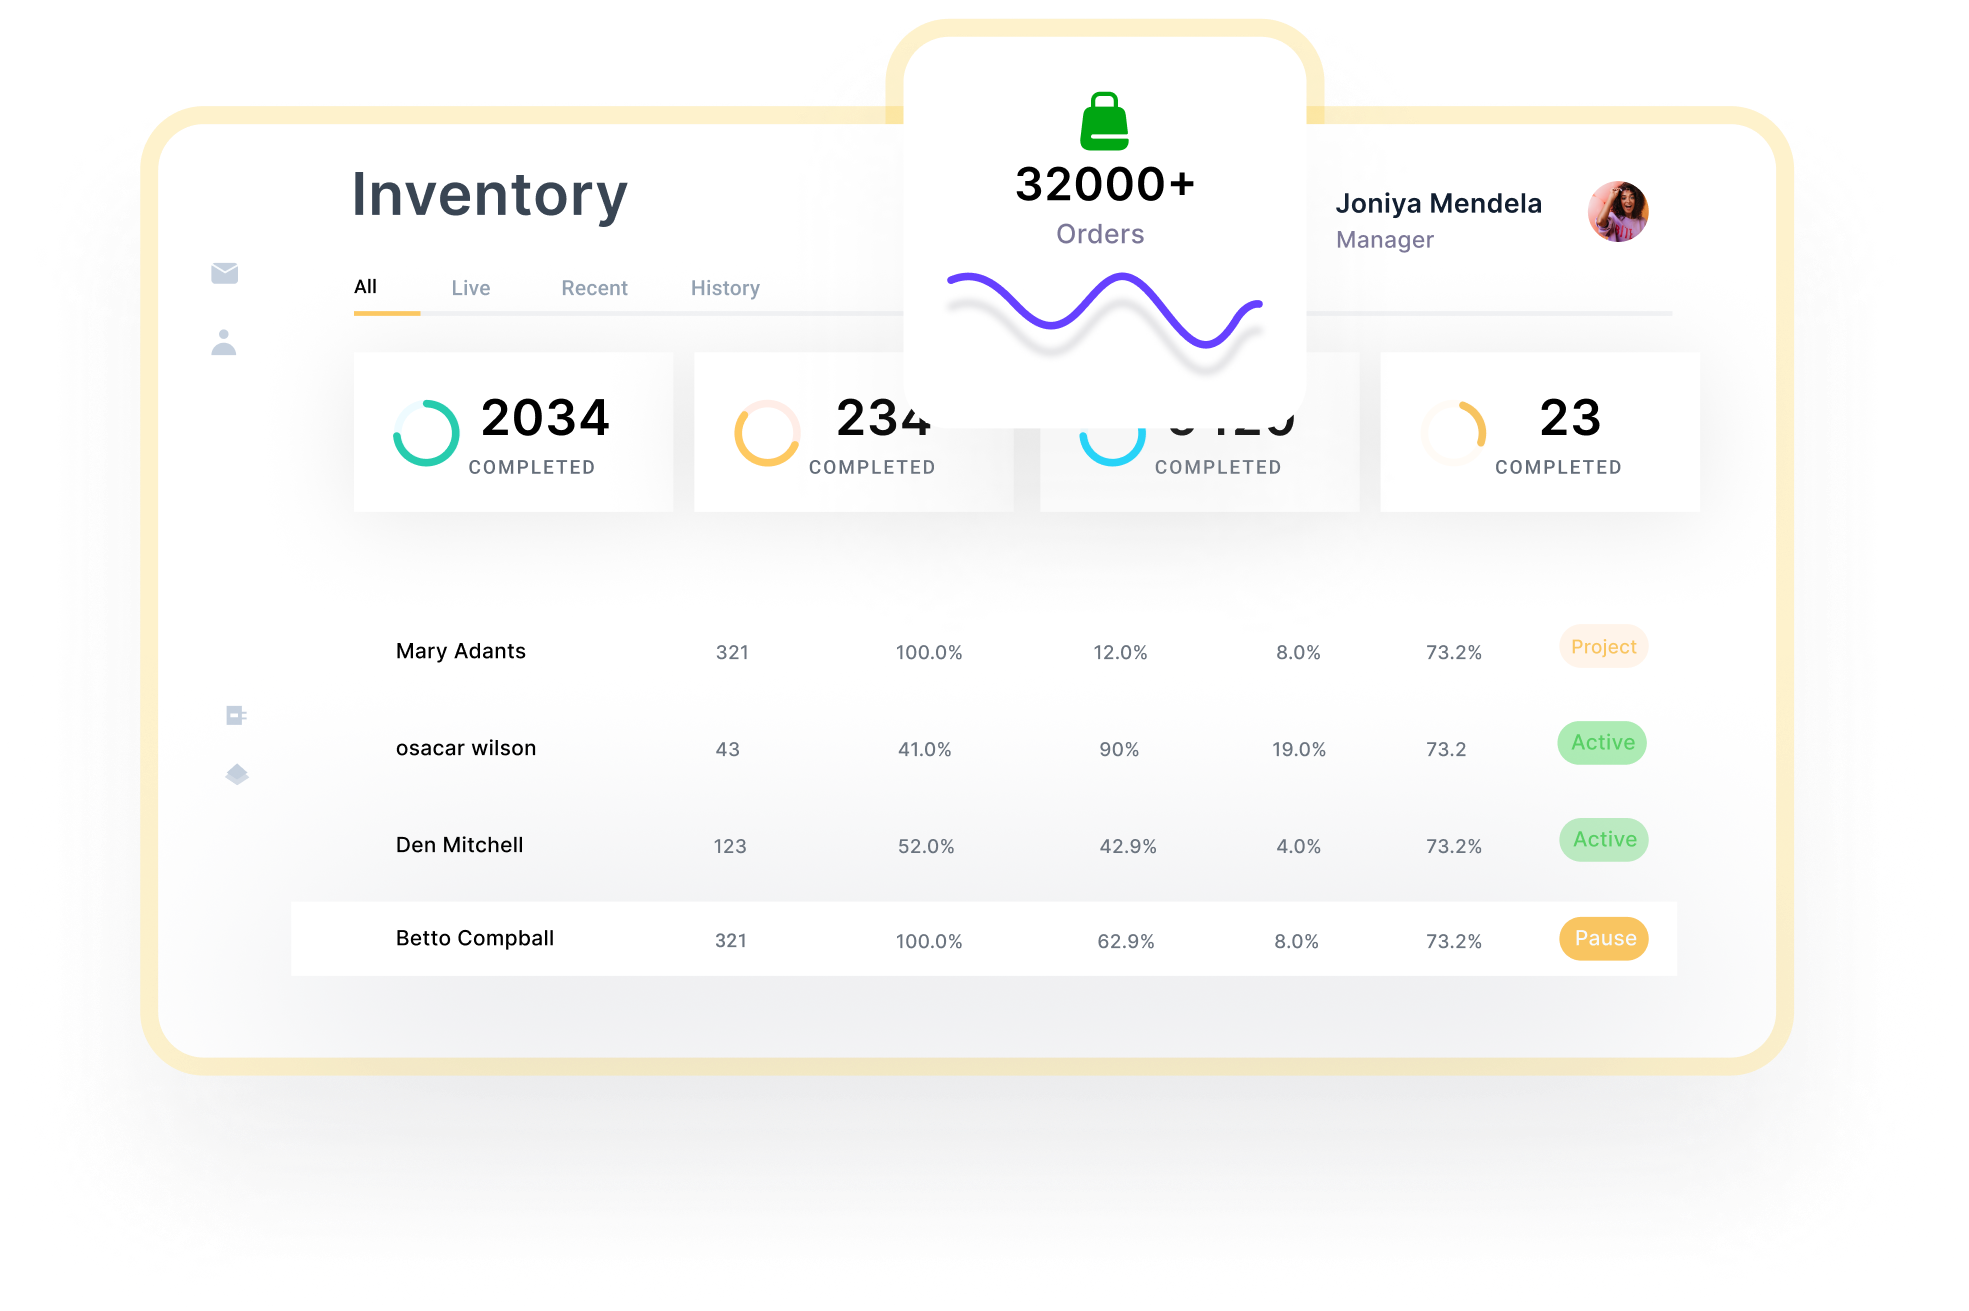 32000+
Orders
Inventory
Joniya Mendela
Manager
All Live Recent History
2034 234 23
COMPLETED COMPLETED COMPLETED COMPLETED
Mary Adants 321 100.0% 12.0% 8.0% 73.2% Project
osacar wilson 43 41.0% 90% 19.0% 73.2 Active
Den Mitchell 123 52.0% 42.9% 4.0% 73.2% Active
Betto Compball 321 100.0% 62.9% 8.0% 73.2% Pause